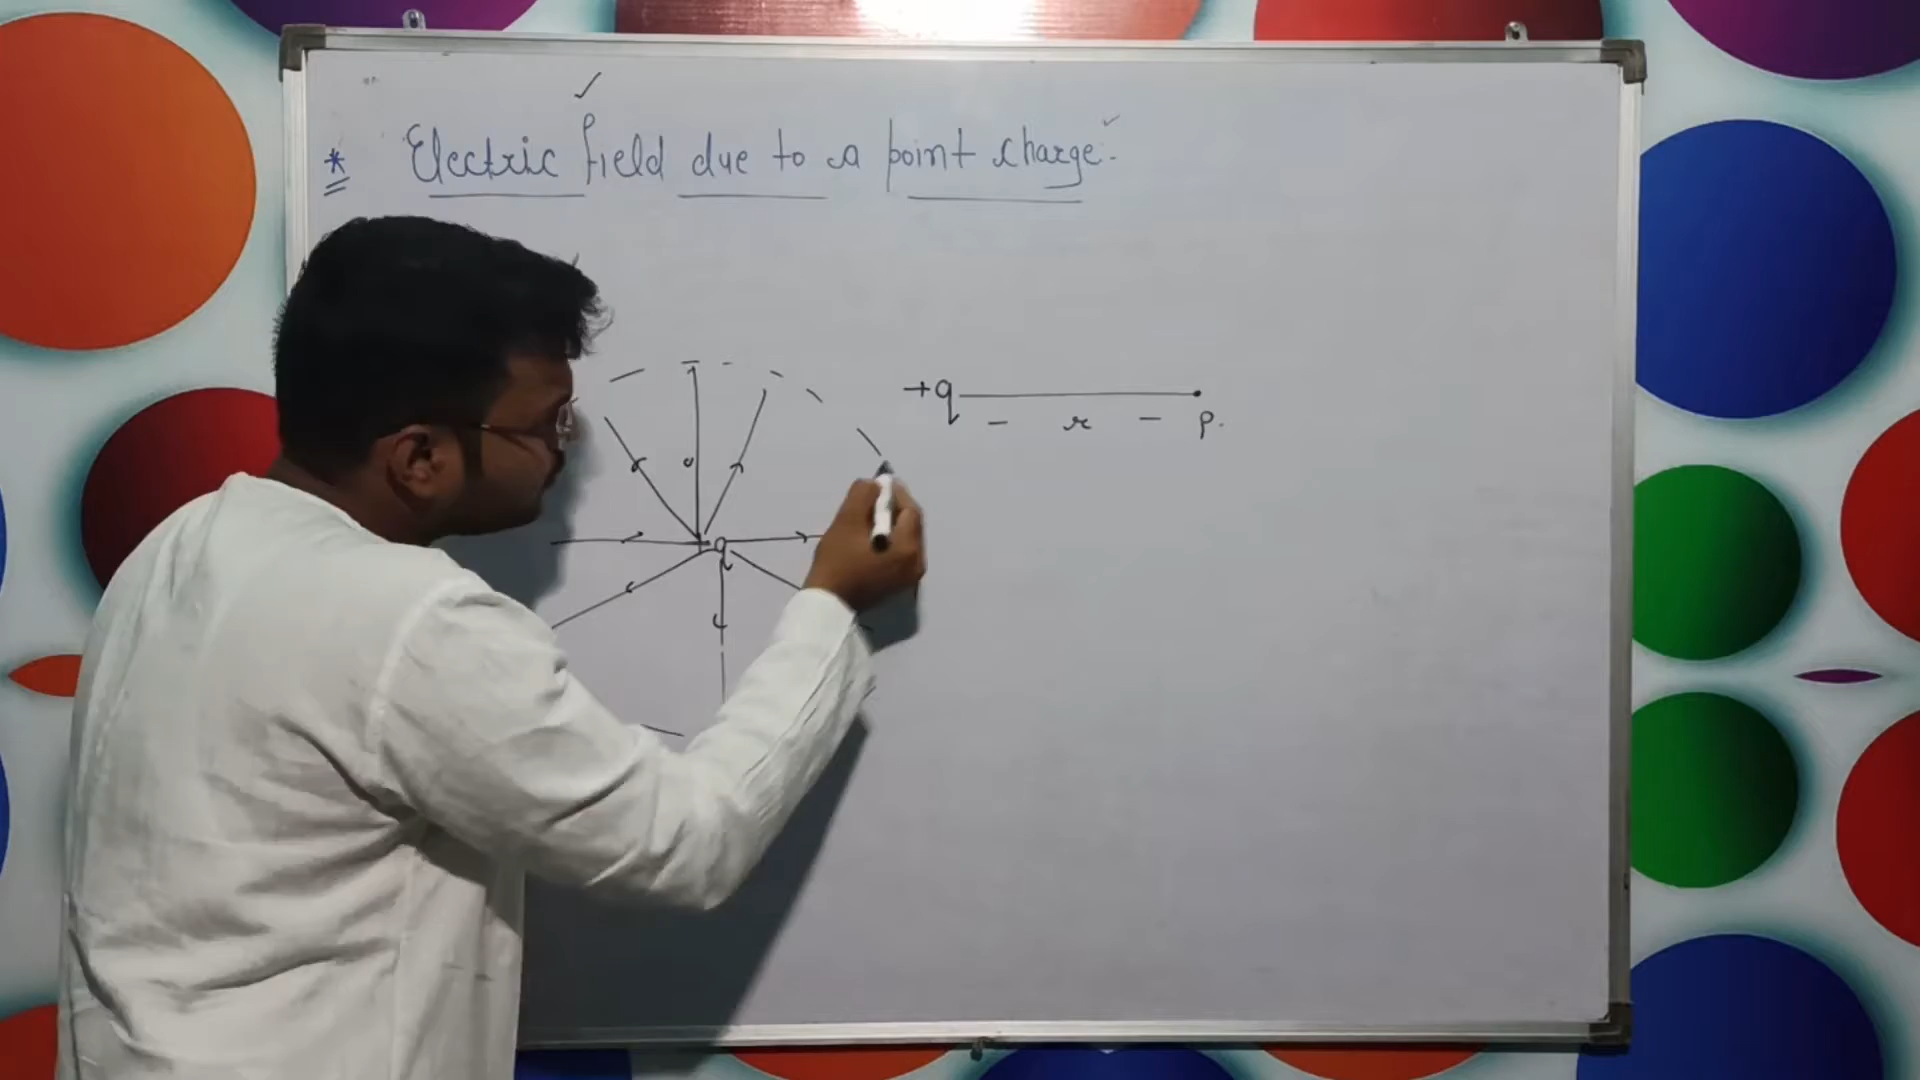 * Electric field due to a point charge.
+q
- r - p.
+q